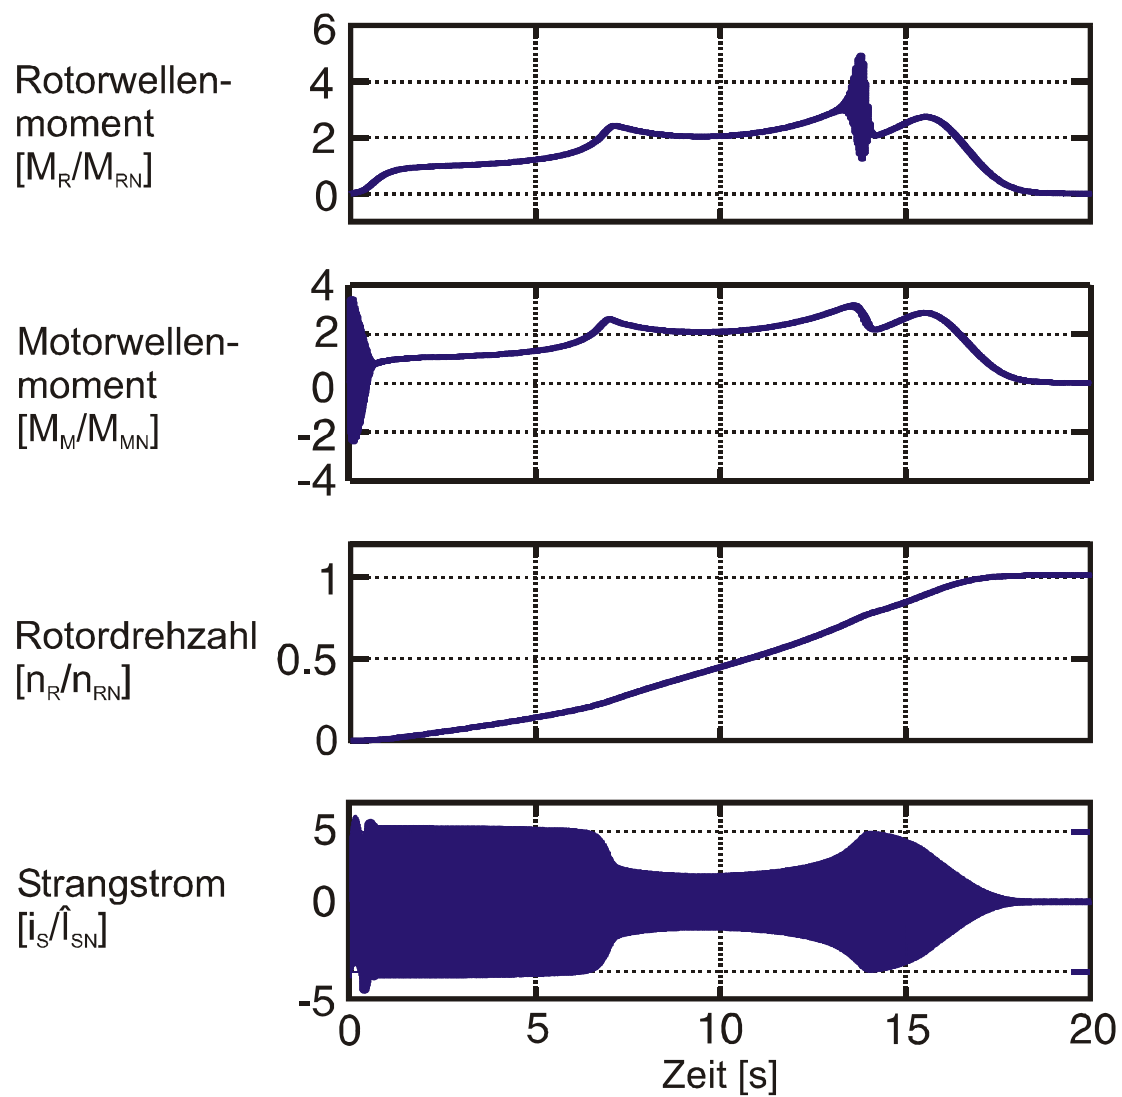 Rotorwellen-
moment
[M_R/M_RN]
6
4
2
0
Motorwellen-
moment
[M_M/M_MN]
4
2
0
-2
-4
Rotordrehzahl
[n_R/n_RN]
1
0.5
0
Strangstrom
[i_S/Î_SN]
5
0
-5
0 5 10 15 20
Zeit [s]